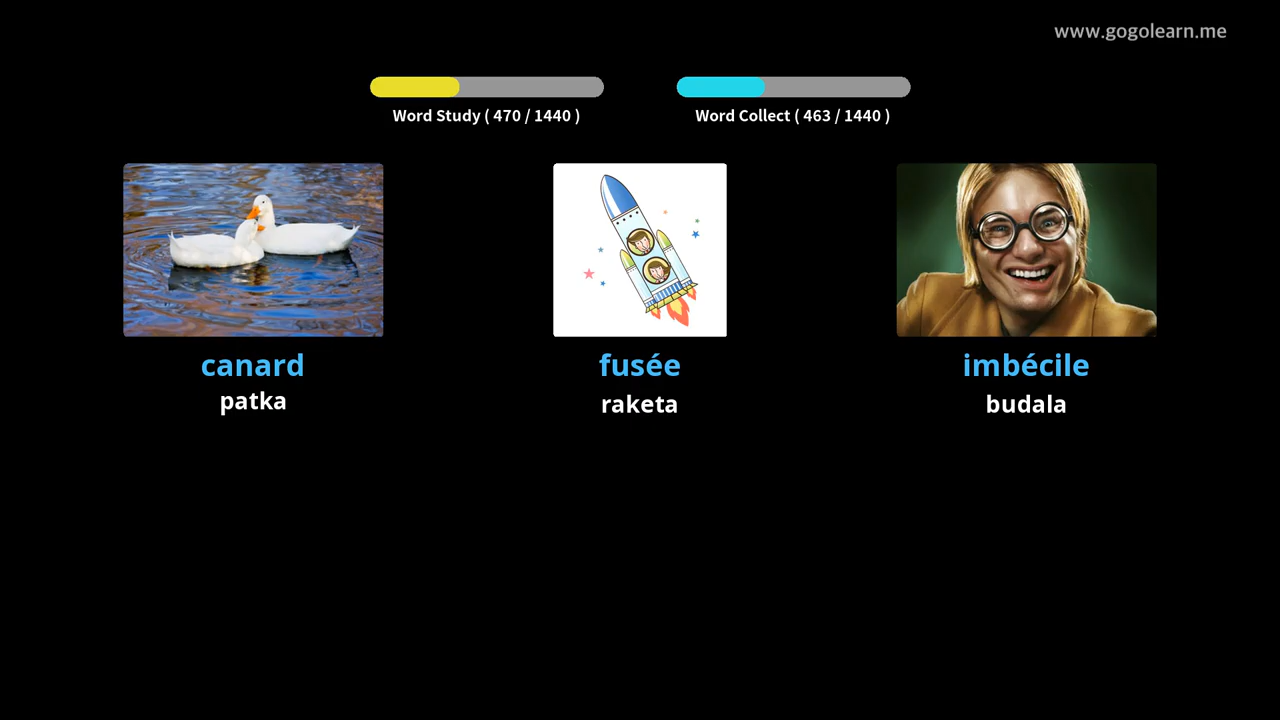 www.gogolearn.me
Word Study ( 470 / 1440 )
Word Collect ( 463 / 1440 )
canard
fusée
imbécile
patka
raketa
budala